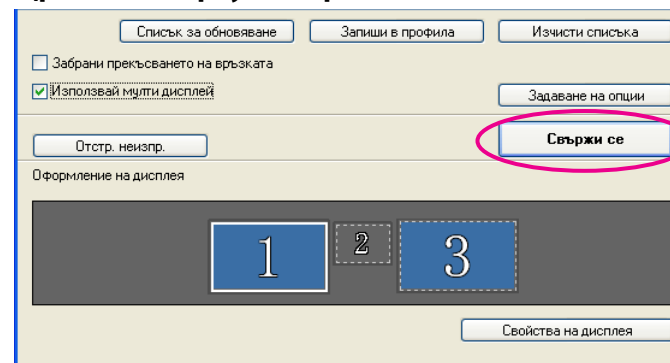 Списък за обновяване Запиши в профила Изчисти списъка
Забрани прекъсването на връзката
Използвай мулти дисплей
Задаване на опции
Отстр. неизпр. Свържи се
Оформление на дисплея
1 2 3
Свойства на дисплея